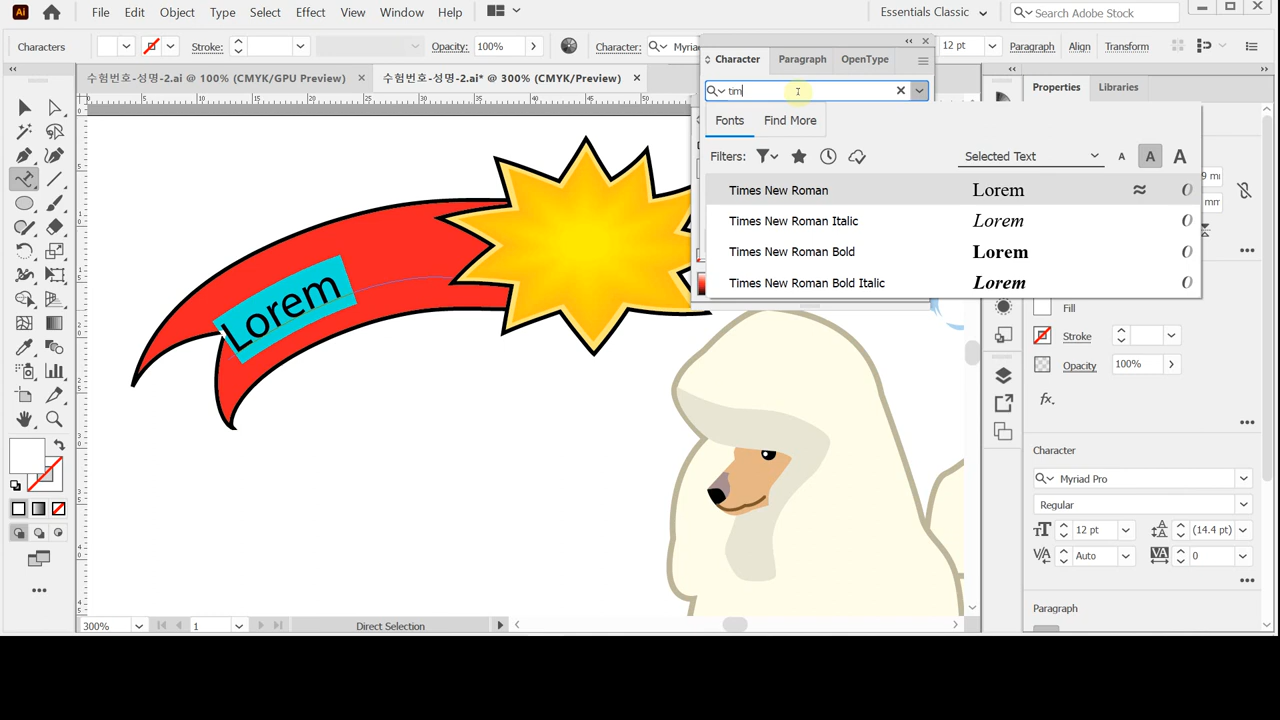 Ai File Edit Object Type Select Effect View Window Help Essentials Classic Search Adobe Stock
Characters Stroke: Opacity: 100% Character: 12 pt Paragraph Align Transform
수험번호-성명-2.ai @ 100% (CMYK/GPU Preview) 수험번호-성명-2.ai* @ 300% (CMYK/Preview)
Character Paragraph OpenType
Properties Libraries
tim
Fonts Find More
Filters: Selected Text A A A
Times New Roman Lorem
Times New Roman Italic Lorem
Times New Roman Bold Lorem
Times New Roman Bold Italic Lorem
Lorem
Fill
Stroke
Opacity 100%
fx.
Character
Myriad Pro
Regular
12 pt (14.4 pt)
Auto 0
Paragraph
300% 1 Direct Selection